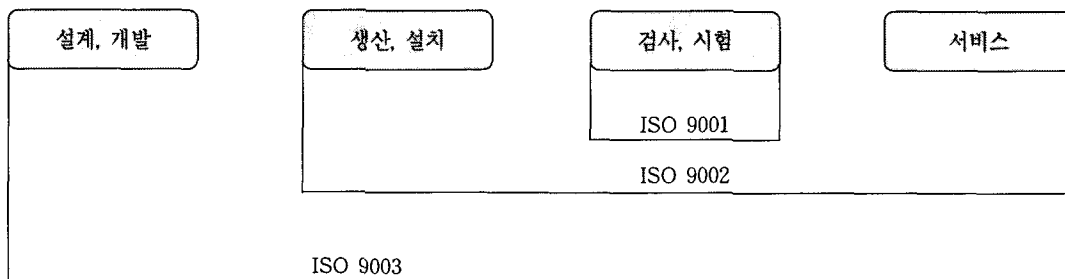 설계, 개발
생산, 설치
검사, 시험
서비스
ISO 9001
ISO 9002
ISO 9003